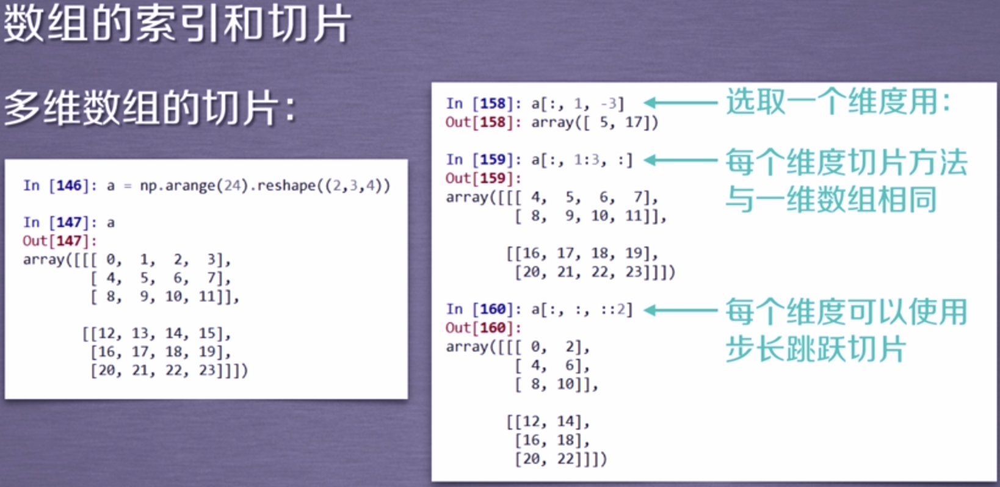 数组的索引和切片
多维数组的切片:
In [146]: a = np.arange(24).reshape((2,3,4))
In [147]: a
Out[147]:
array([[[ 0,  1,  2,  3],
[ 4,  5,  6,  7],
[ 8,  9, 10, 11]],
[[12, 13, 14, 15],
[16, 17, 18, 19],
[20, 21, 22, 23]]])
In [158]: a[:, 1, -3]
选取一个维度用:
Out[158]: array([ 5, 17])
In [159]: a[:, 1:3, :]
每个维度切片方法
与一维数组相同
Out[159]:
array([[[ 4,  5,  6,  7],
[ 8,  9, 10, 11]],
[[16, 17, 18, 19],
[20, 21, 22, 23]]])
In [160]: a[:, :, ::2]
每个维度可以使用
步长跳跃切片
Out[160]:
array([[[ 0,  2],
[ 4,  6],
[ 8, 10]],
[[12, 14],
[16, 18],
[20, 22]]])